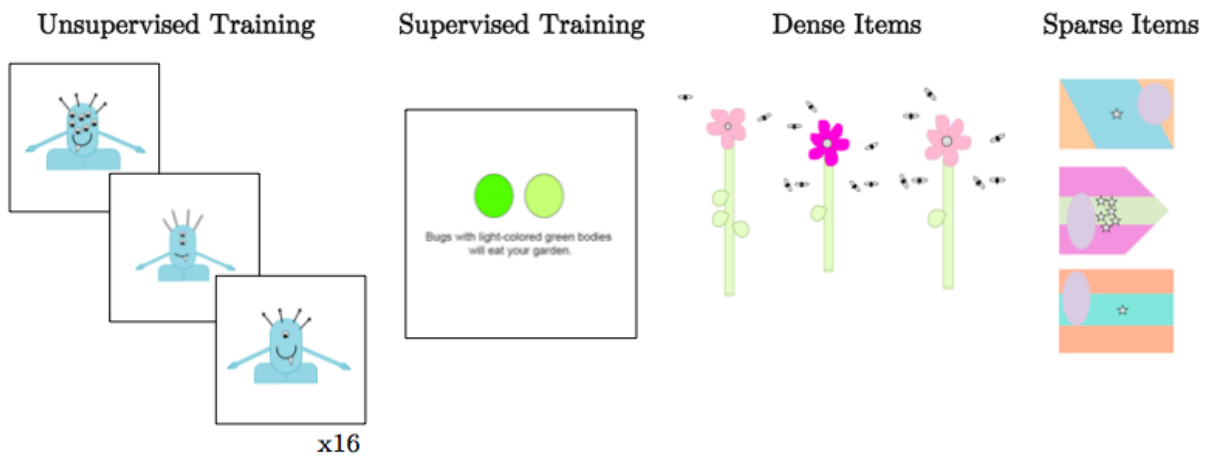 Unsupervised Training
Supervised Training
Dense Items
Sparse Items
Bugs with light-colored green bodies
will eat your garden.
x16